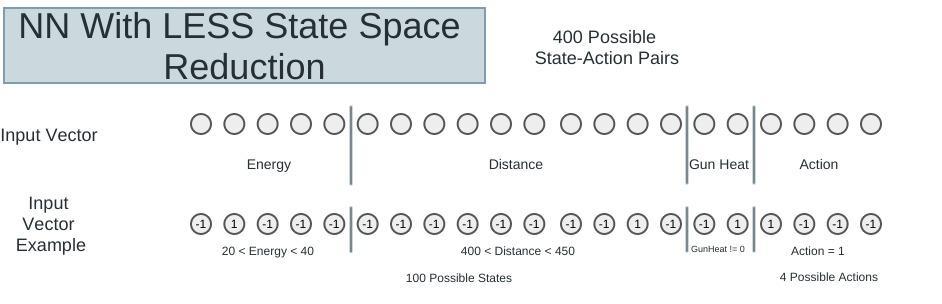 NN With LESS State Space
Reduction
400 Possible
State-Action Pairs
Input Vector
Energy
Distance
Gun Heat
Action
Input
Vector
Example
-1 1 -1 -1 -1 -1 -1 -1 -1 -1 -1 -1 -1 1 -1 -1 1 1 -1 -1 -1
20 < Energy < 40
400 < Distance < 450
GunHeat != 0
Action = 1
100 Possible States
4 Possible Actions